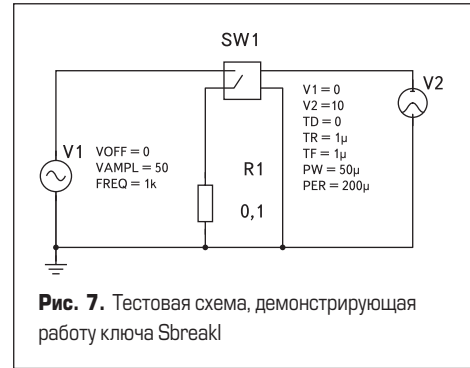 SW1
V1
VOFF = 0
VAMPL = 50
FREQ = 1k
R1
0,1
V1 = 0
V2 = 10
TD = 0
TR = 1µ
TF = 1µ
PW = 50µ
PER = 200µ
V2
Рис. 7. Тестовая схема, демонстрирующая
работу ключа Sbreakl